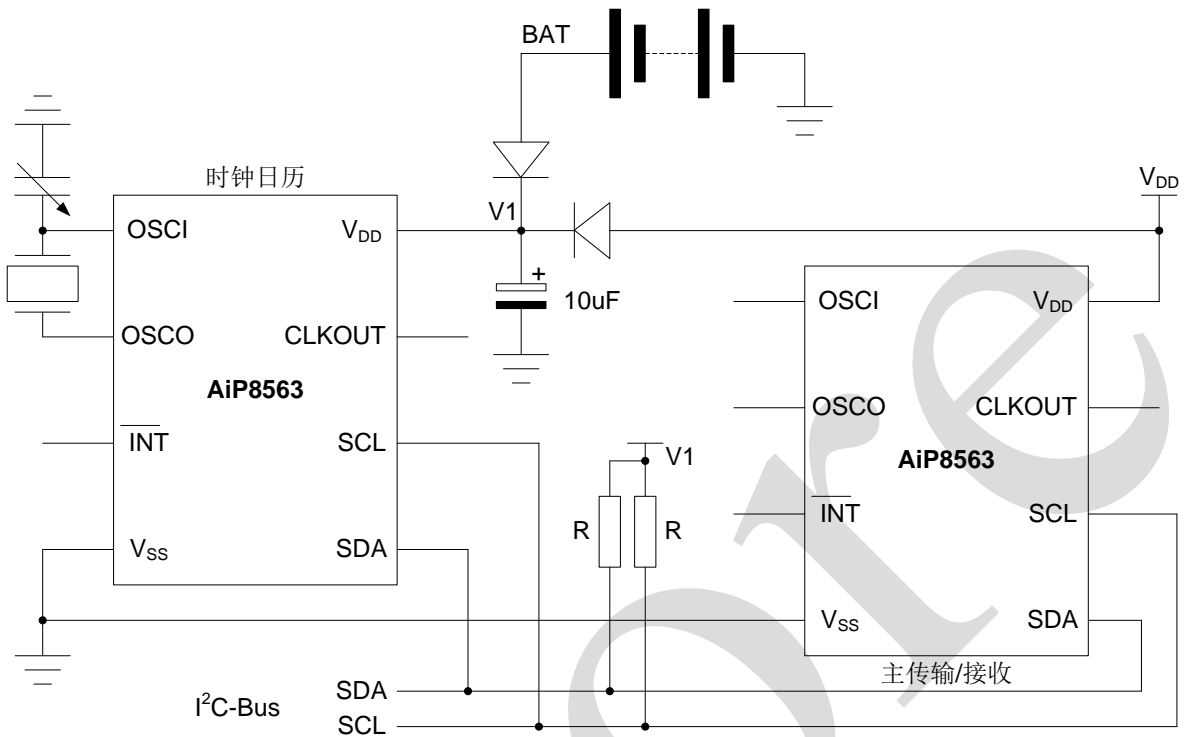 BAT
时钟日历
VDD
V1
OSCI
VDD
10uF
+
OSCO
CLKOUT
AiP8563
INT
SCL
VSS
SDA
OSCI
VDD
OSCO
CLKOUT
AiP8563
INT
SCL
VSS
SDA
主传输/接收
V1
R
R
I²C-Bus
SDA
SCL
ore